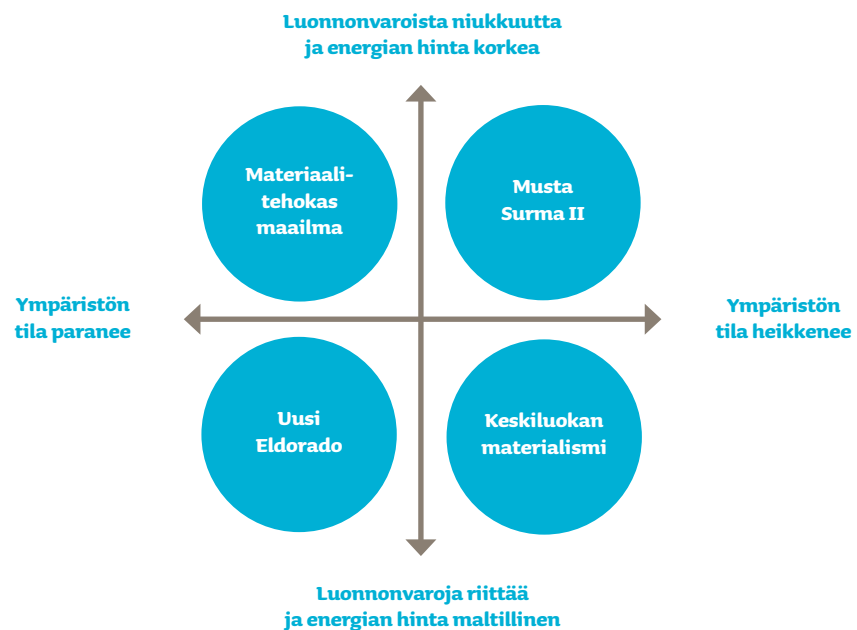 Luonnonvaroista niukkuutta
ja energian hinta korkea
Materiaali-
tehokas
maailma
Musta
Surma II
Ympäristön
tila paranee
Ympäristön
tila heikkenee
Uusi
Eldorado
Keskiluokan
materialismi
Luonnonvaroja riittää
ja energian hinta maltillinen